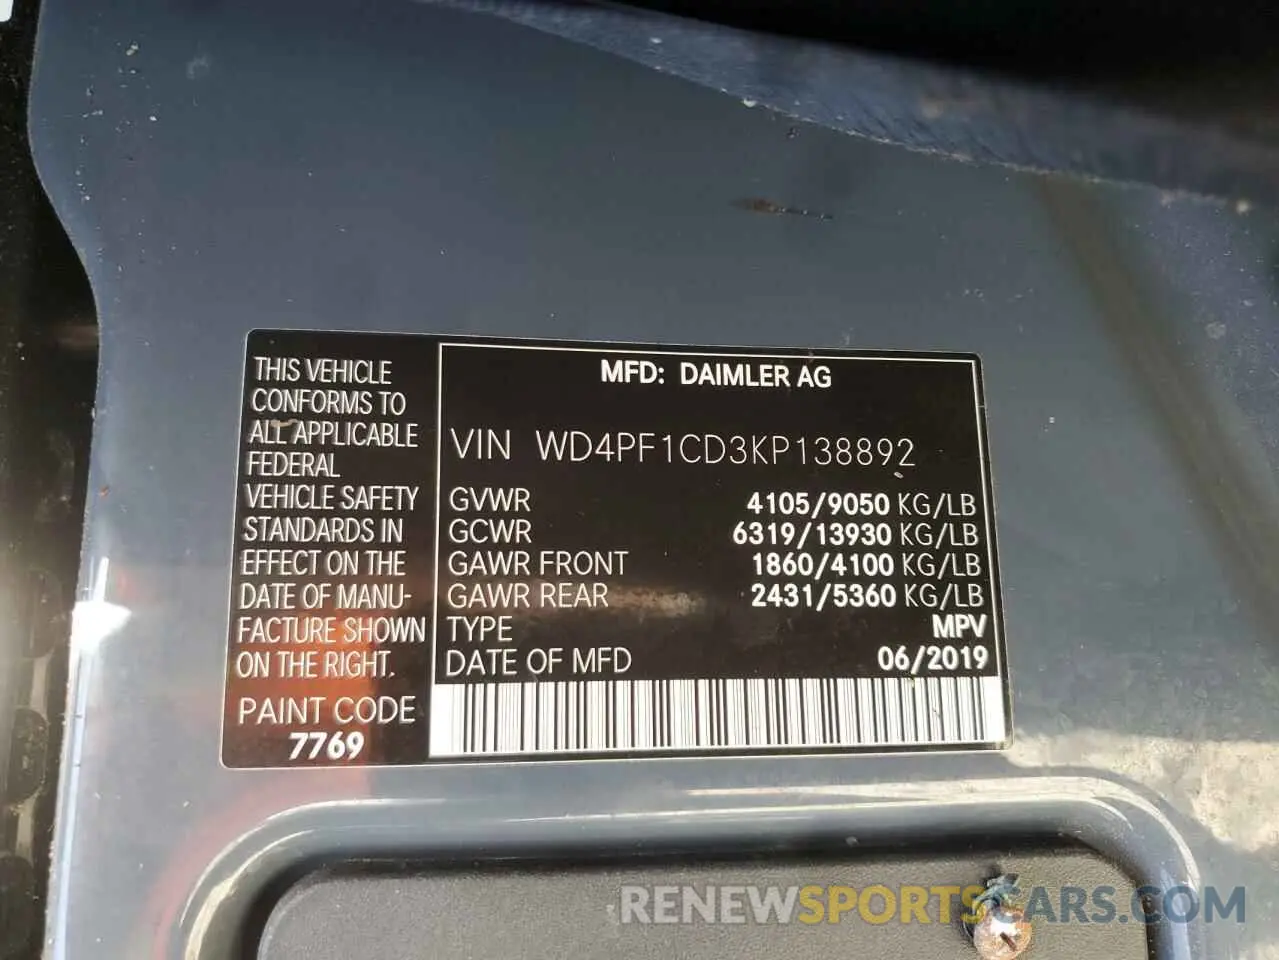 THIS VEHICLE
CONFORMS TO
ALL APPLICABLE
FEDERAL
VEHICLE SAFETY
STANDARDS IN
EFFECT ON THE
DATE OF MANU-
FACTURE SHOWN
ON THE RIGHT.
PAINT CODE
7769
MFD: DAIMLER AG
VIN WD4PF1CD3KP138892
GVWR 4105/9050 KG/LB
GCWR 6319/13930 KG/LB
GAWR FRONT 1860/4100 KG/LB
GAWR REAR 2431/5360 KG/LB
TYPE MPV
DATE OF MFD 06/2019
RENEWSPORTSCARS.COM